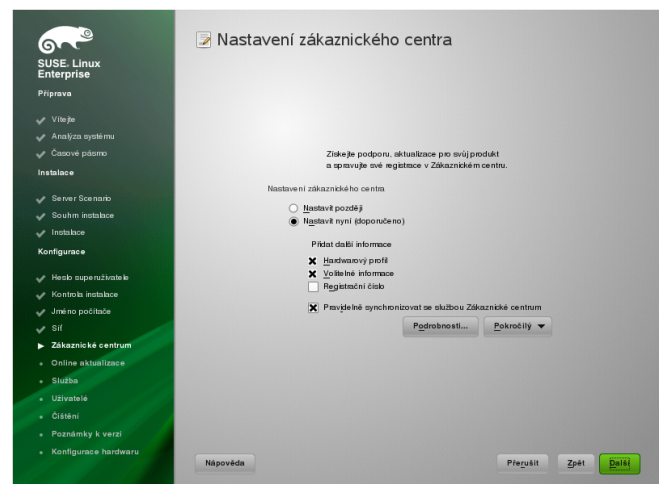 SUSE. Linux
Enterprise
Příprava
Vítejte
Analýza systému
Časové pásmo
Instalace
Server Scenario
Souhrn instalace
Instalace
Konfigurace
Heslo superuživatele
Kontrola instalace
Jméno počítače
Síť
Zákaznické centrum
Online aktualizace
Služba
Uživatelé
Čištění
Poznámky k verzi
Konfigurace hardwaru
Nastavení zákaznického centra
Získejte podporu, aktualizace pro svůj produkt
a spravujte své registrace v Zákaznickém centru.
Nastavení zákaznického centra
Nastavit později
Nastavit nyní (doporučeno)
Přidat další informace
Hardwarový profil
Volitelné informace
Registrační číslo
Pravidelně synchronizovat se službou Zákaznické centrum
Podrobnosti...
Pokročilý
Nápověda
Přerušit
Zpět
Další